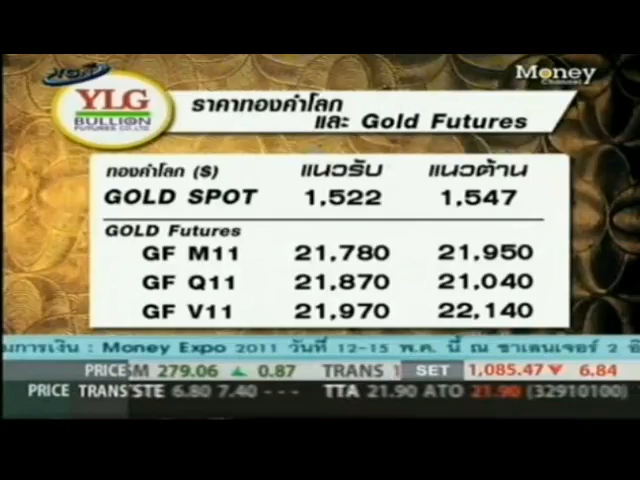 Money
Channel
YLG
BULLION
FUTURES CO.,LTD.
ราคาทองคำโลก
และ Gold Futures
ทองคำโลก ($) แนวรับ แนวต้าน
GOLD SPOT 1,522 1,547
GOLD Futures
GF M11 21,780 21,950
GF Q11 21,870 21,040
GF V11 21,970 22,140
มการเงิน : Money Expo 2011 วันที่ 12-15 พ.ค. นี้ ณ ชาเลนเจอร์ 2 อิ
PRICE SM 279.06 ▲ 0.87 TRANS 1 SET 1,085.47 ▼ 6.84
PRICE TRANS STE 6.80 7.40 - - - TTA 21.90 ATO 21.90 (32910100)